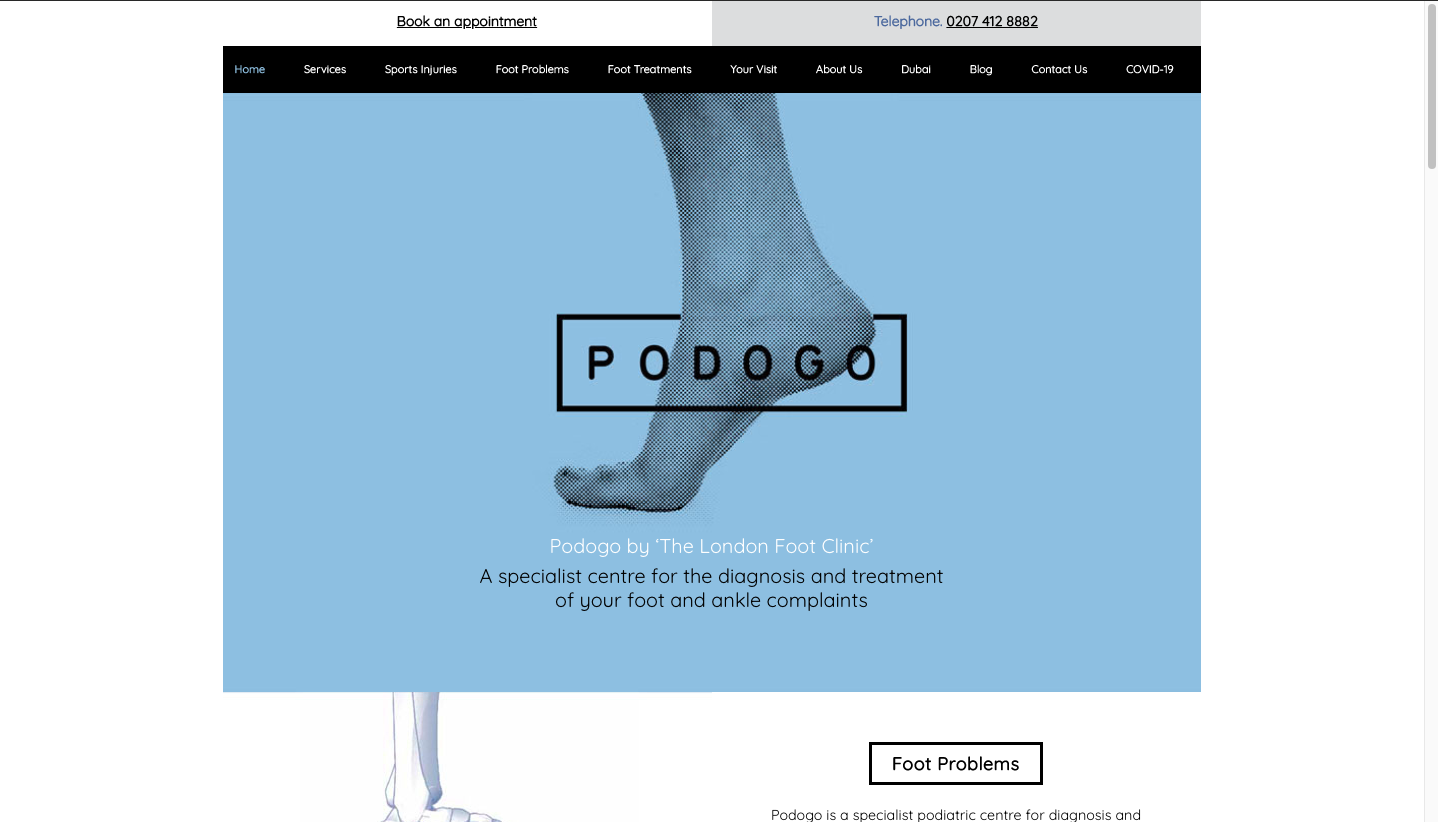 Book an appointment
Telephone. 0207 412 8882
Home Services Sports Injuries Foot Problems Foot Treatments Your Visit About Us Dubai Blog Contact Us COVID-19
PODOGO
Podogo by ‘The London Foot Clinic’
A specialist centre for the diagnosis and treatment
of your foot and ankle complaints
Foot Problems
Podogo is a specialist podiatric centre for diagnosis and